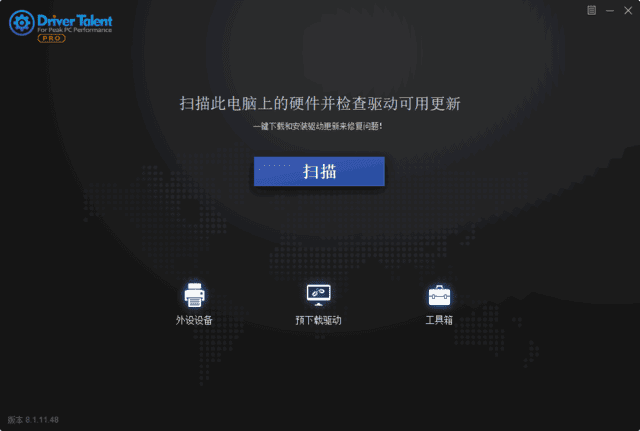 Driver Talent
For Peak PC Performance
PRO
扫描此电脑上的硬件并检查驱动可用更新
一键下载和安装驱动更新来修复问题!
扫描
外设设备
预下载驱动
工具箱
版本 8.1.11.48